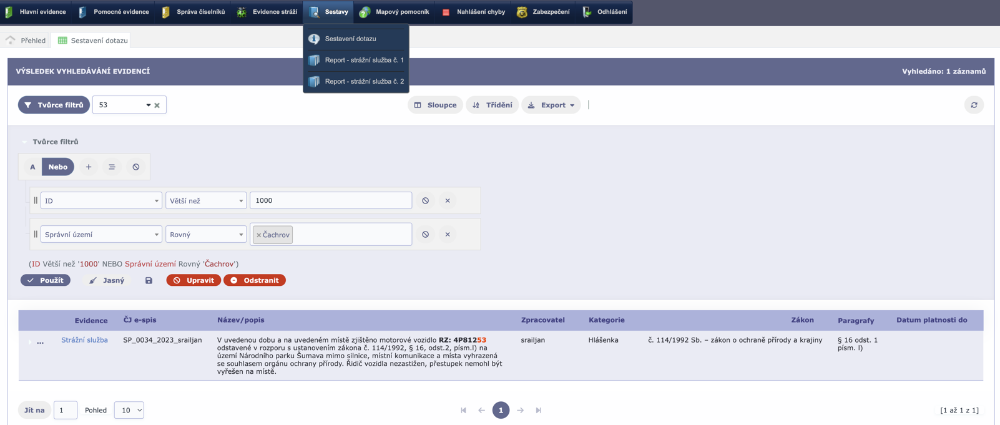 Hlavní evidence
Pomocné evidence
Správa číselníků
Evidence stráží
Sestavy
Mapový pomocník
Nahlášení chyby
Zabezpečení
Odhlášení
Sestavení dotazu
Report - strážní služba č. 1
Report - strážní služba č. 2
Přehled
Sestavení dotazu
VÝSLEDEK VYHLEDÁVÁNÍ EVIDENCÍ
Vyhledáno: 1 záznamů
Tvůrce filtrů
53
Sloupce
Třídění
Export
Tvůrce filtrů
A
Nebo
ID
Větší než
1000
Správní území
Rovný
× Čachrov
(ID Větší než '1000' NEBO Správní území Rovný 'Čachrov')
Použít
Jasný
Upravit
Odstranit
Evidence
ČJ e-spis
Název/popis
Zpracovatel
Kategorie
Zákon
Paragrafy
Datum platnosti do
...
Strážní služba
SP_0034_2023_srailjan
V uvedenou dobu a na uvedeném místě zjištěno motorové vozidlo RZ: 4P81253
odstavené v rozporu s ustanovením zákona č. 114/1992, § 16, odst.2, písm.l) na
území Národního parku Šumava mimo silnice, místní komunikace a místa vyhrazená
se souhlasem orgánu ochrany přírody. Řidič vozidla nezastižen, přestupek nemohl být
vyřešen na místě.
srailjan
Hlášenka
č. 114/1992 Sb. – zákon o ochraně přírody a krajiny
§ 16 odst. 1
písm. l)
Jít na
1
Pohled
10
1
[1 až 1 z 1]